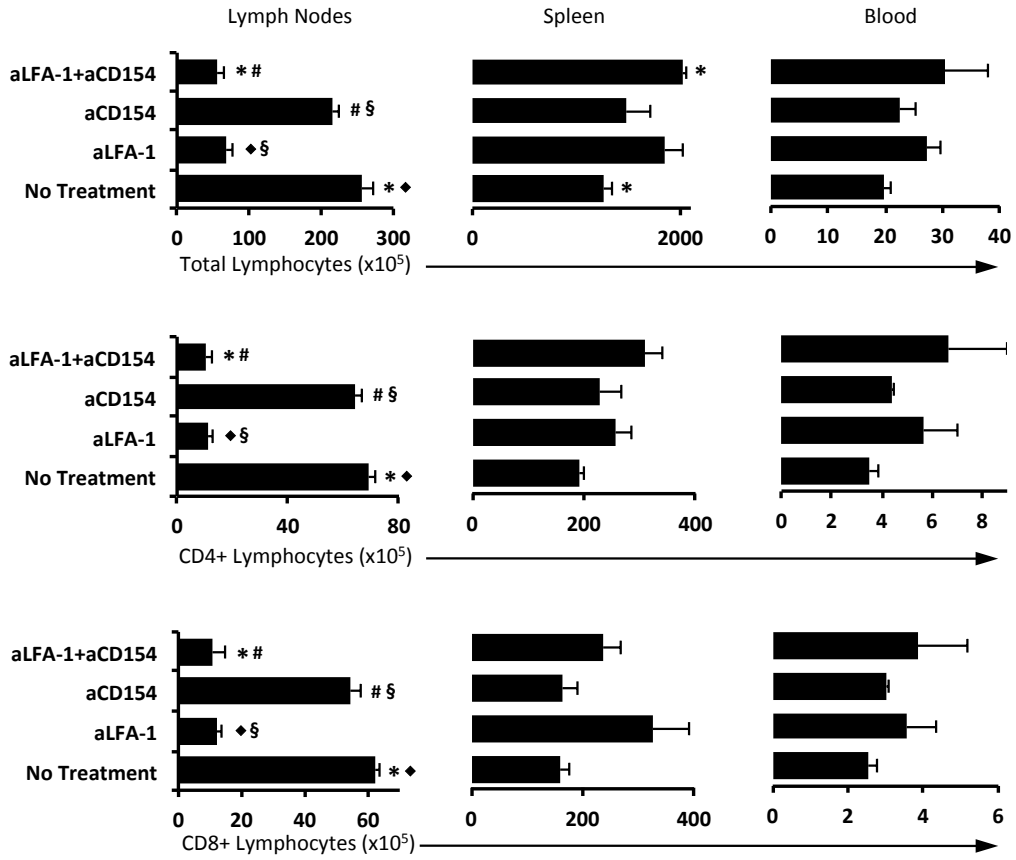 Lymph Nodes Spleen Blood
aLFA-1+aCD154 * # *
aCD154 # §
aLFA-1 ◆ §
No Treatment * ◆ *
0 100 200 300 0 2000 0 10 20 30 40
Total Lymphocytes (x10⁵)
aLFA-1+aCD154 * #
aCD154 # §
aLFA-1 ◆ §
No Treatment * ◆
0 40 80 0 200 400 0 2 4 6 8
CD4+ Lymphocytes (x10⁵)
aLFA-1+aCD154 * #
aCD154 # §
aLFA-1 ◆ §
No Treatment * ◆
0 20 40 60 0 200 400 0 2 4 6
CD8+ Lymphocytes (x10⁵)